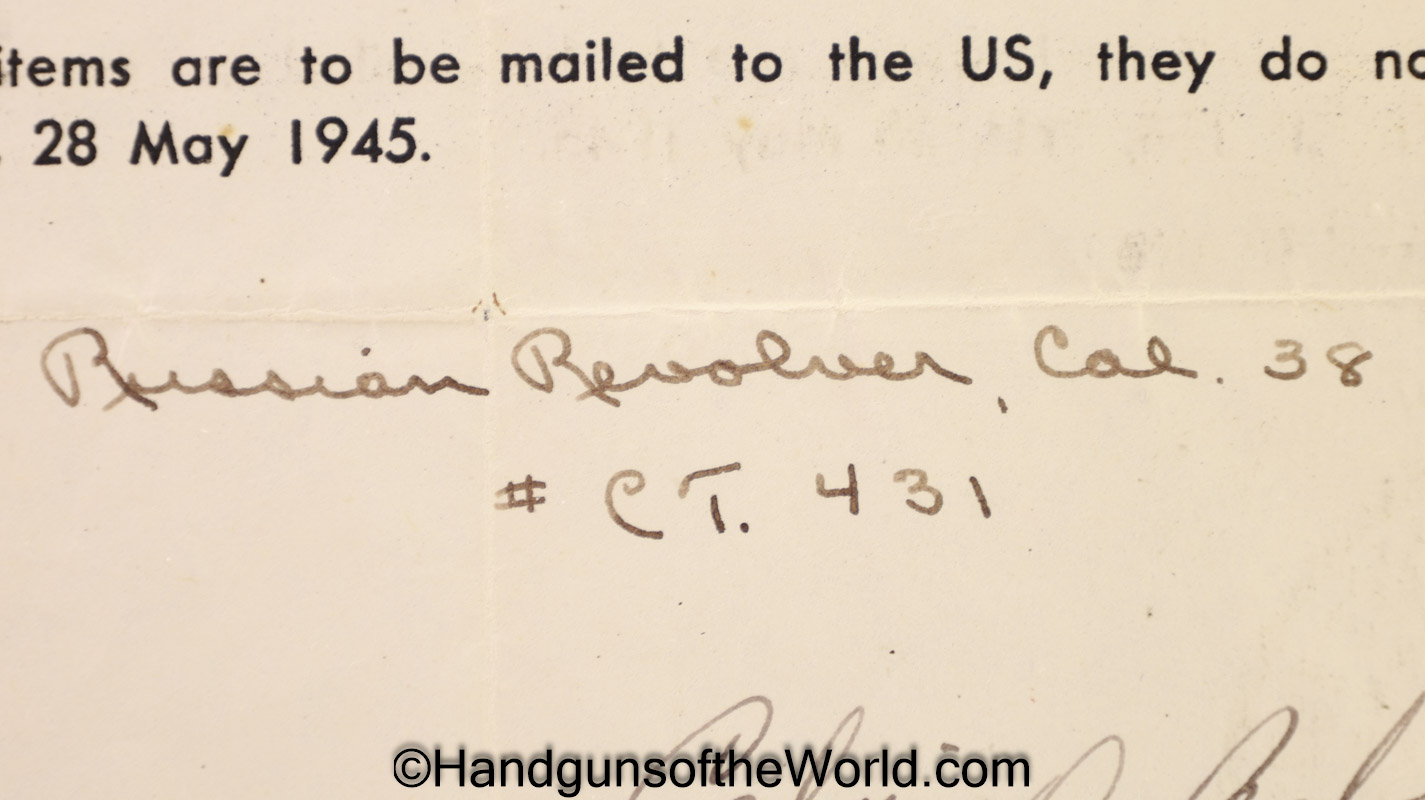 items are to be mailed to the US, they do no
. 28 May 1945.
Russian Revolver, Cal. 38
# CT. 431
©HandgunsoftheWorld.com